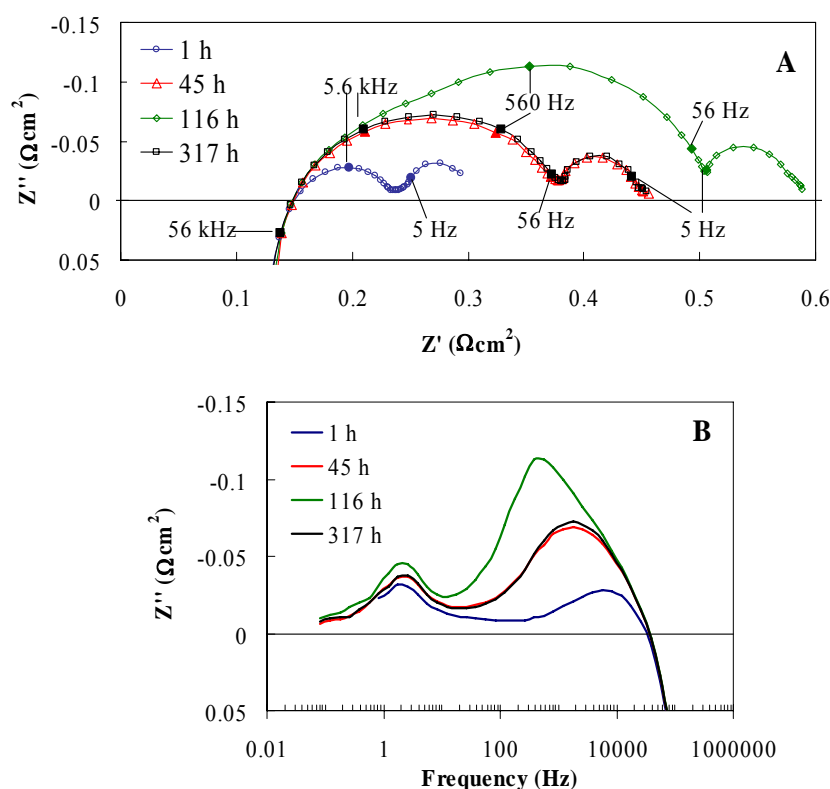 -0.15
-0.1
-0.05
0
0.05
Z'' (Ωcm²)
1 h
45 h
116 h
317 h
A
5.6 kHz
560 Hz
56 Hz
56 kHz
5 Hz
56 Hz
5 Hz
0 0.1 0.2 0.3 0.4 0.5 0.6
Z' (Ωcm²)
-0.15
-0.1
-0.05
0
0.05
Z'' (Ωcm²)
1 h
45 h
116 h
317 h
B
0.01 1 100 10000 1000000
Frequency (Hz)